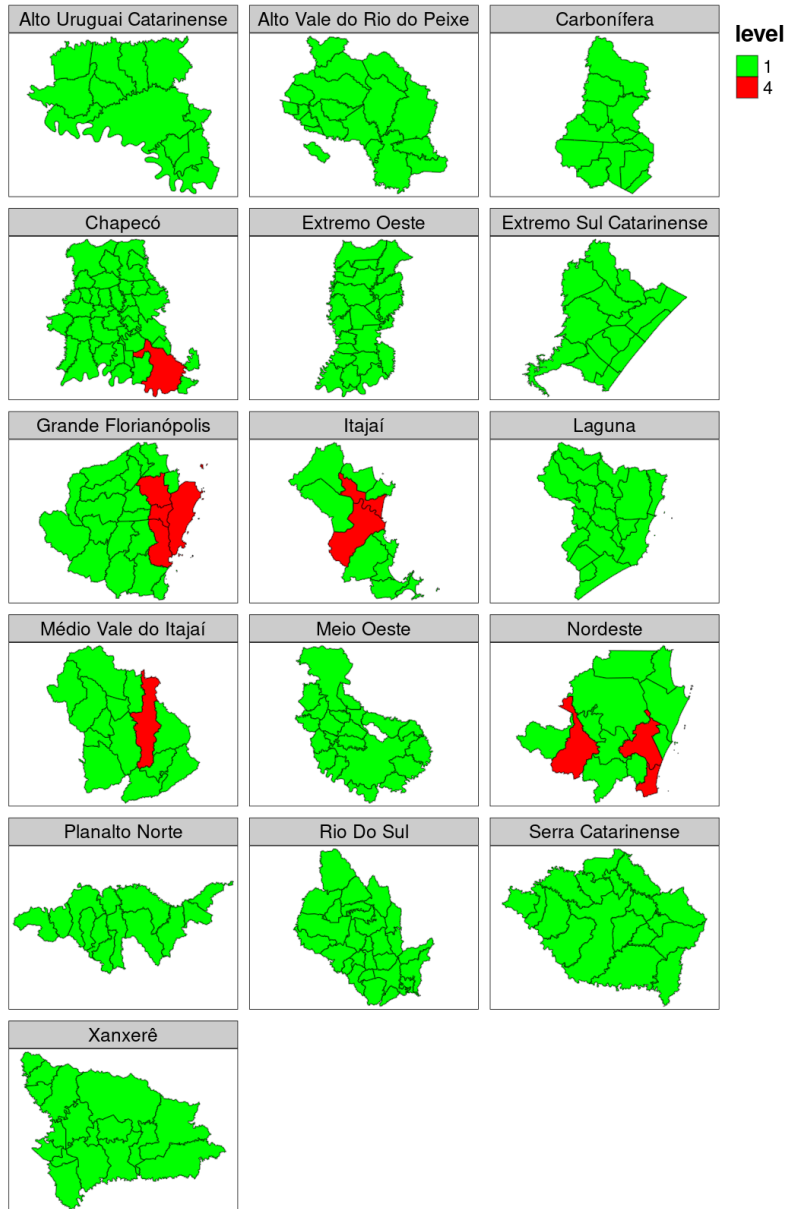 Alto Uruguai Catarinense
Alto Vale do Rio do Peixe
Carbonífera
level
1
4
Chapecó
Extremo Oeste
Extremo Sul Catarinense
Grande Florianópolis
Itajaí
Laguna
Médio Vale do Itajaí
Meio Oeste
Nordeste
Planalto Norte
Rio Do Sul
Serra Catarinense
Xanxerê